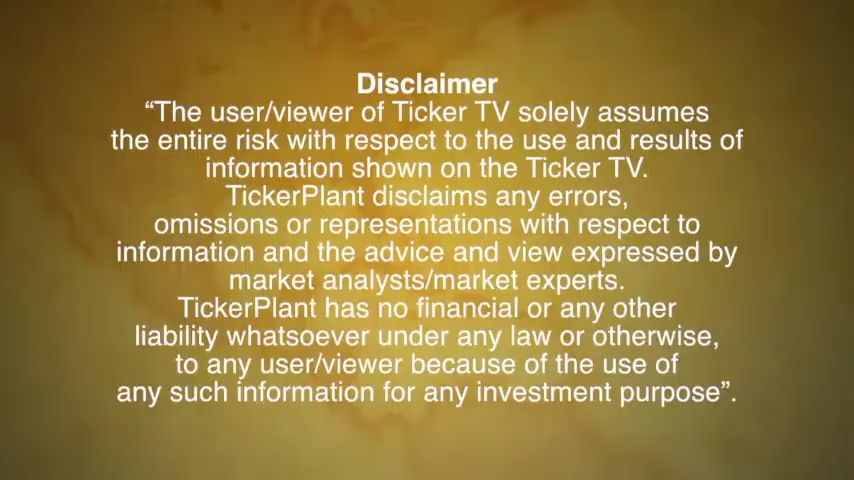 Disclaimer
“The user/viewer of Ticker TV solely assumes
the entire risk with respect to the use and results of
information shown on the Ticker TV.
TickerPlant disclaims any errors,
omissions or representations with respect to
information and the advice and view expressed by
market analysts/market experts.
TickerPlant has no financial or any other
liability whatsoever under any law or otherwise,
to any user/viewer because of the use of
any such information for any investment purpose”.